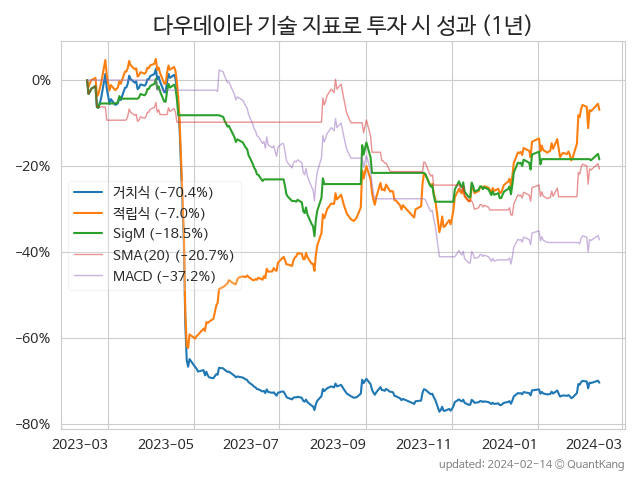 다우데이타 기술 지표로 투자 시 성과 (1년)
0%
−20%
−40%
−60%
−80%
거치식 (−70.4%)
적립식 (−7.0%)
SigM (−18.5%)
SMA(20) (−20.7%)
MACD (−37.2%)
2023-03 2023-05 2023-07 2023-09 2023-11 2024-01 2024-03
updated: 2024-02-14 © QuantKang